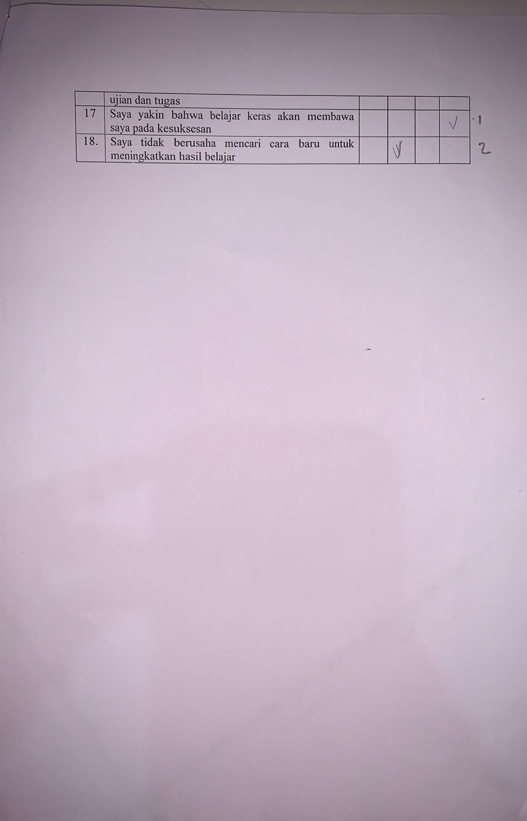 ujian dan tugas
17 Saya yakin bahwa belajar keras akan membawa √ 1
saya pada kesuksesan
18. Saya tidak berusaha mencari cara baru untuk √ 2
meningkatkan hasil belajar